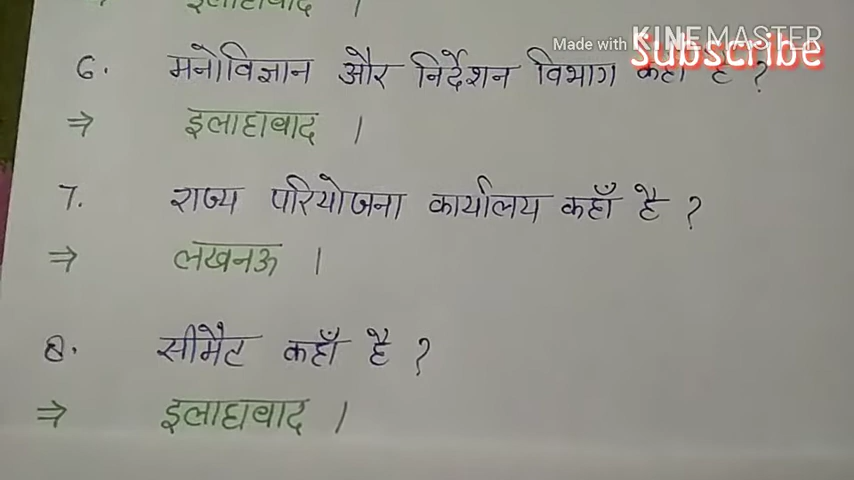 इलाहाबाद ।
Made with KINEMASTER
Subscribe
6. मनोविज्ञान और निर्देशन विभाग कहाँ है ?
⇒ इलाहाबाद ।
7. राज्य परियोजना कार्यालय कहाँ है ?
⇒ लखनऊ ।
8. सीमैट कहाँ है ?
⇒ इलाहाबाद ।